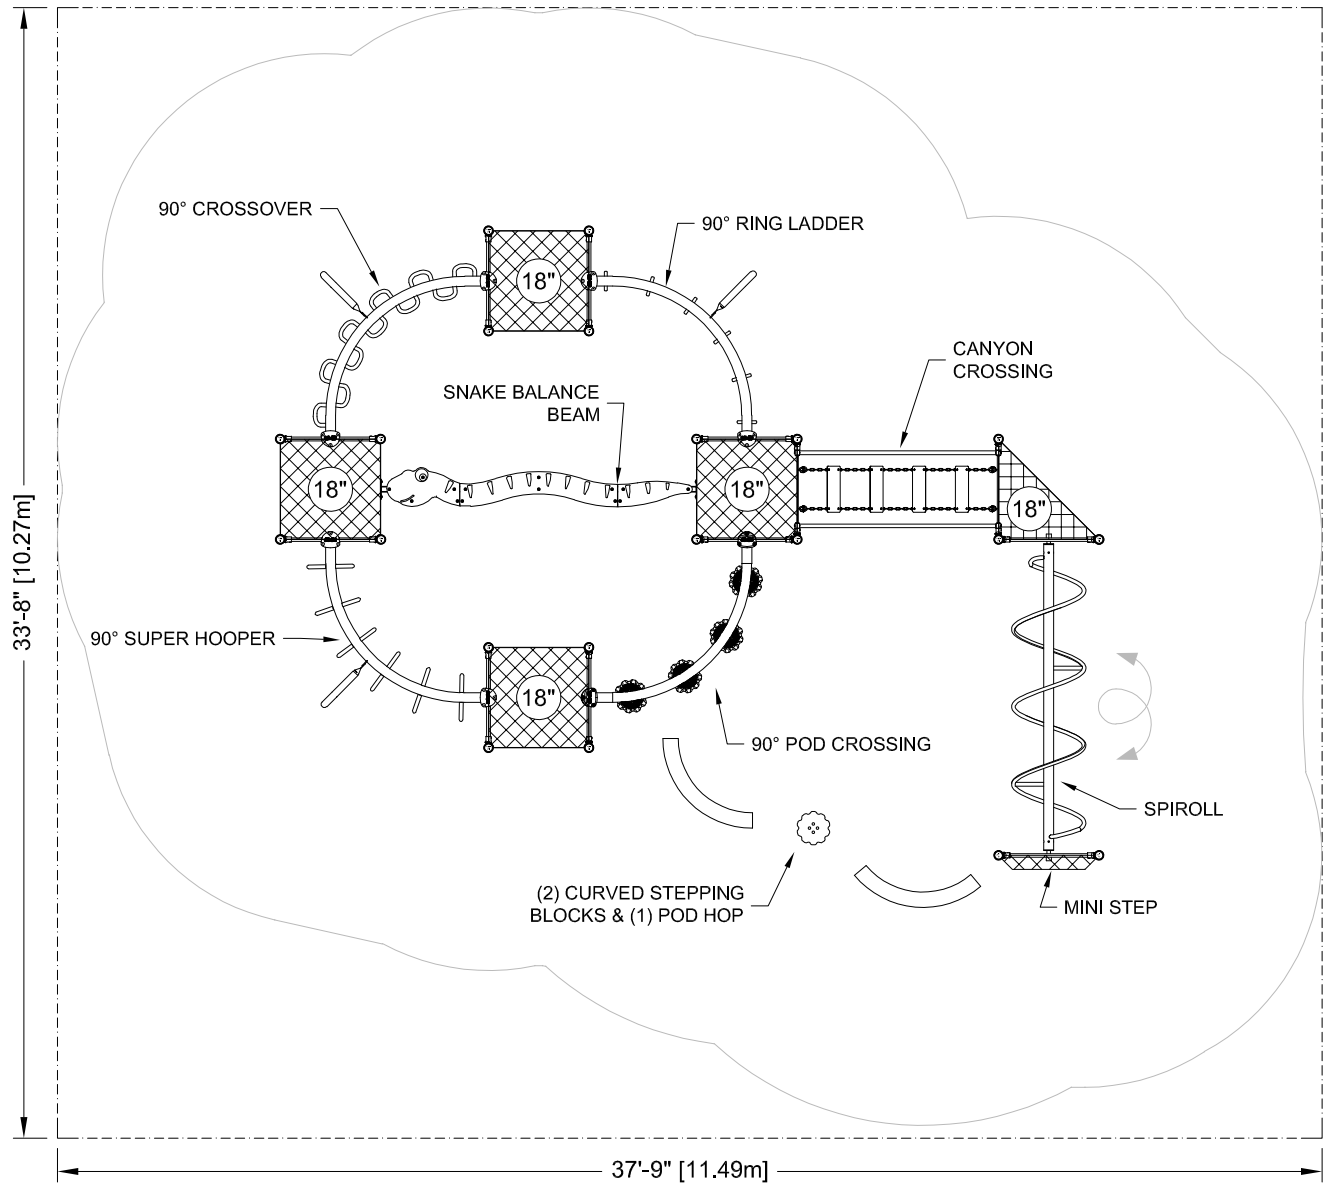 90° CROSSOVER
90° RING LADDER
18"
CANYON
CROSSING
SNAKE BALANCE
BEAM
18"
18"
18"
33'-8" [10.27m]
90° SUPER HOOPER
18"
90° POD CROSSING
SPIROLL
(2) CURVED STEPPING
BLOCKS & (1) POD HOP
MINI STEP
37'-9" [11.49m]